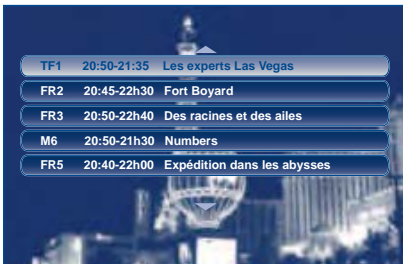 TF1 20:50-21:35 Les experts Las Vegas
FR2 20:45-22h30 Fort Boyard
FR3 20:50-22h40 Des racines et des ailes
M6 20:50-21h30 Numbers
FR5 20:40-22h00 Expédition dans les abysses